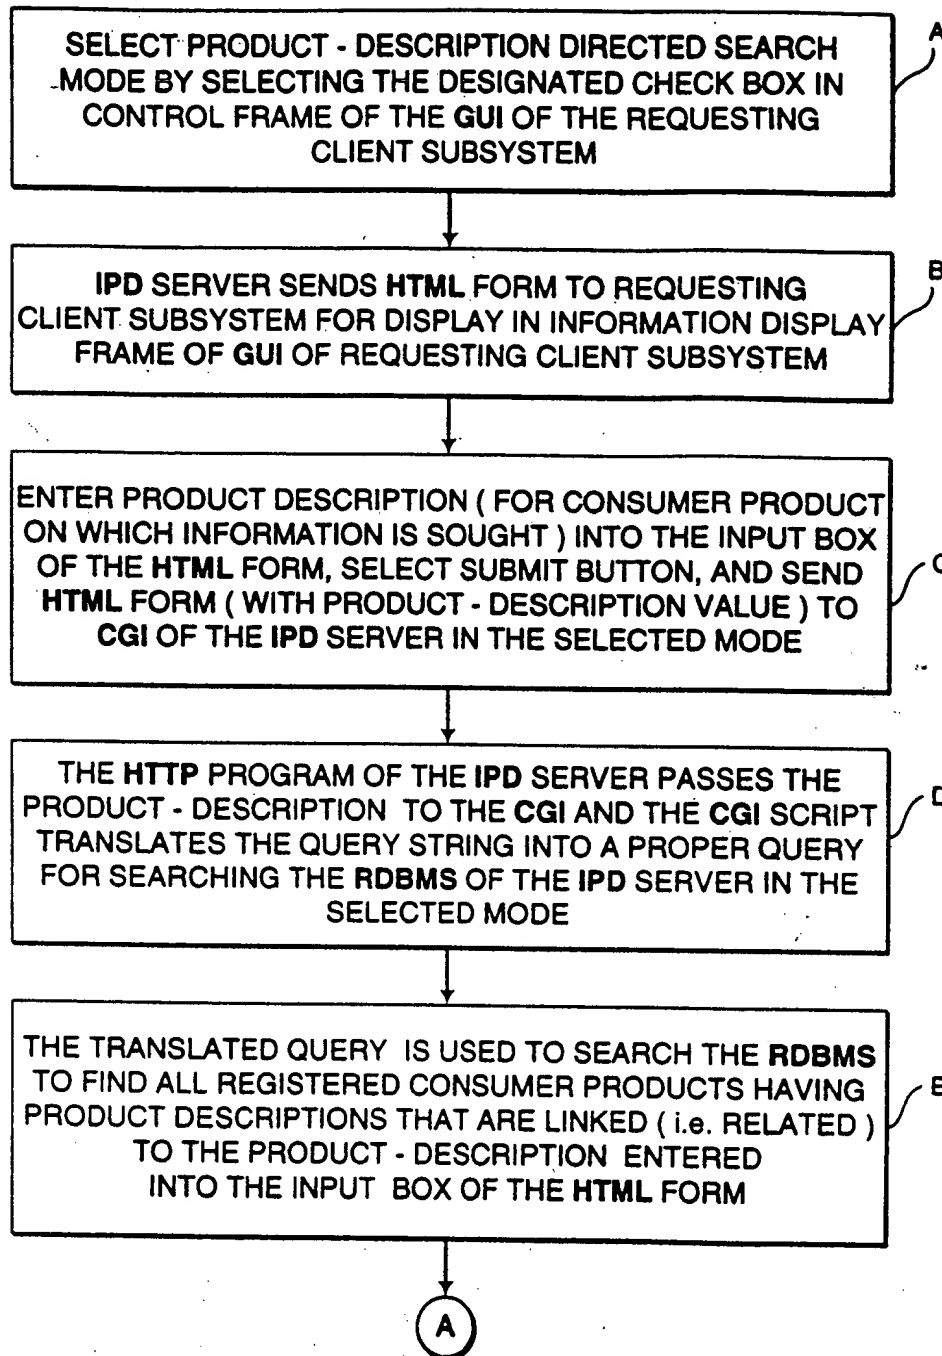 SELECT PRODUCT - DESCRIPTION DIRECTED SEARCH
MODE BY SELECTING THE DESIGNATED CHECK BOX IN
CONTROL FRAME OF THE GUI OF THE REQUESTING
CLIENT SUBSYSTEM
A
IPD SERVER SENDS HTML FORM TO REQUESTING
CLIENT SUBSYSTEM FOR DISPLAY IN INFORMATION DISPLAY
FRAME OF GUI OF REQUESTING CLIENT SUBSYSTEM
B
ENTER PRODUCT DESCRIPTION ( FOR CONSUMER PRODUCT
ON WHICH INFORMATION IS SOUGHT ) INTO THE INPUT BOX
OF THE HTML FORM, SELECT SUBMIT BUTTON, AND SEND
HTML FORM ( WITH PRODUCT - DESCRIPTION VALUE ) TO
CGI OF THE IPD SERVER IN THE SELECTED MODE
C
THE HTTP PROGRAM OF THE IPD SERVER PASSES THE
PRODUCT - DESCRIPTION TO THE CGI AND THE CGI SCRIPT
TRANSLATES THE QUERY STRING INTO A PROPER QUERY
FOR SEARCHING THE RDBMS OF THE IPD SERVER IN THE
SELECTED MODE
D
THE TRANSLATED QUERY IS USED TO SEARCH THE RDBMS
TO FIND ALL REGISTERED CONSUMER PRODUCTS HAVING
PRODUCT DESCRIPTIONS THAT ARE LINKED ( i.e. RELATED )
TO THE PRODUCT - DESCRIPTION ENTERED
INTO THE INPUT BOX OF THE HTML FORM
E
A